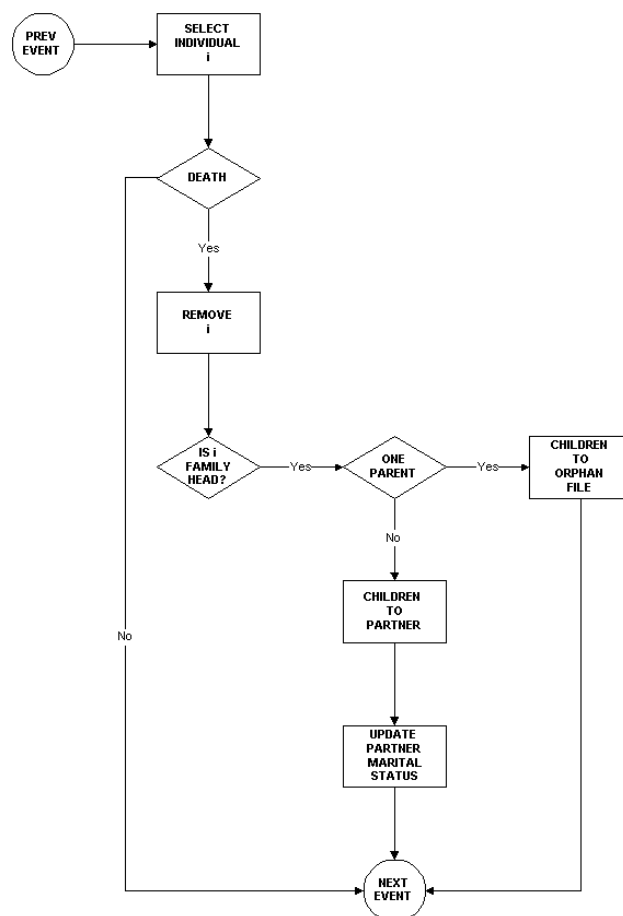 PREV
EVENT
SELECT
INDIVIDUAL
i
DEATH
Yes
REMOVE
i
IS i
FAMILY
HEAD?
Yes
ONE
PARENT
Yes
CHILDREN
TO
ORPHAN
FILE
No
CHILDREN
TO
PARTNER
No
UPDATE
PARTNER
MARITAL
STATUS
NEXT
EVENT